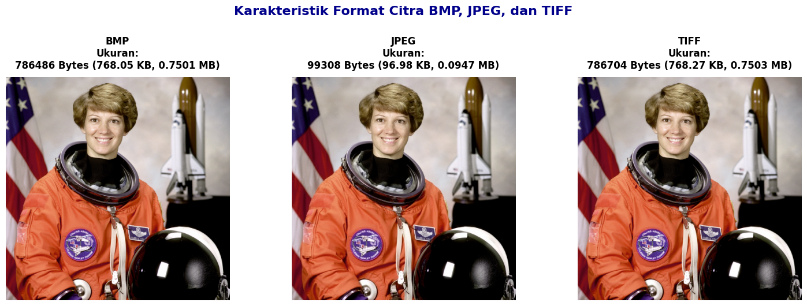 Karakteristik Format Citra BMP, JPEG, dan TIFF
BMP
Ukuran:
786486 Bytes (768.05 KB, 0.7501 MB)
JPEG
Ukuran:
99308 Bytes (96.98 KB, 0.0947 MB)
TIFF
Ukuran:
786704 Bytes (768.27 KB, 0.7503 MB)